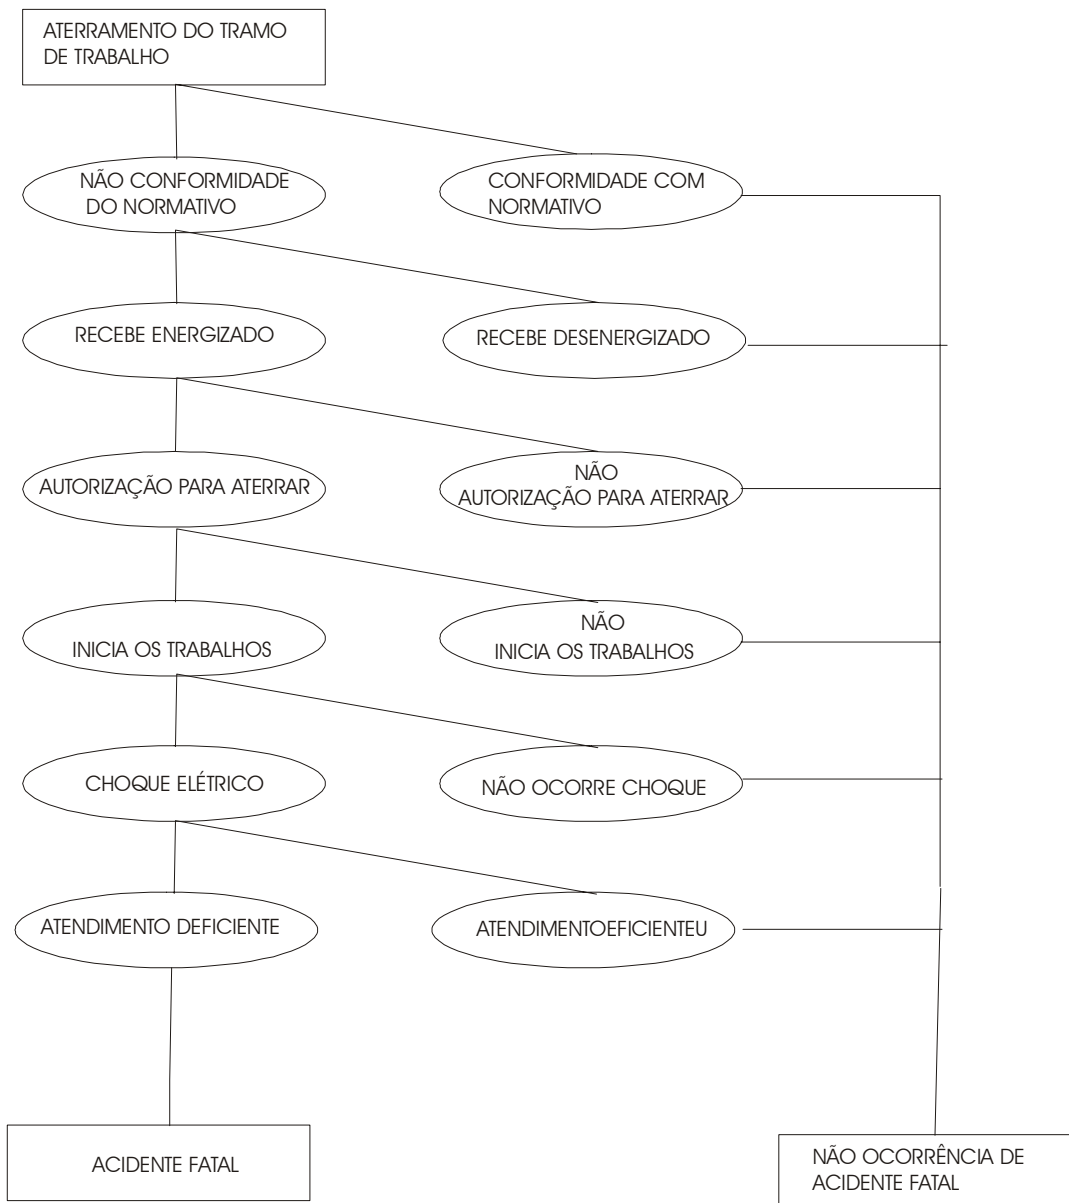 ATERRAMENTO DO TRAMO
DE TRABALHO
NÃO CONFORMIDADE
DO NORMATIVO
CONFORMIDADE COM
NORMATIVO
RECEBE ENERGIZADO
RECEBE DESENERGIZADO
AUTORIZAÇÃO PARA ATERRAR
NÃO
AUTORIZAÇÃO PARA ATERRAR
INICIA OS TRABALHOS
NÃO
INICIA OS TRABALHOS
CHOQUE ELÉTRICO
NÃO OCORRE CHOQUE
ATENDIMENTO DEFICIENTE
ATENDIMENTOEFICIENTEU
ACIDENTE FATAL
NÃO OCORRÊNCIA DE
ACIDENTE FATAL